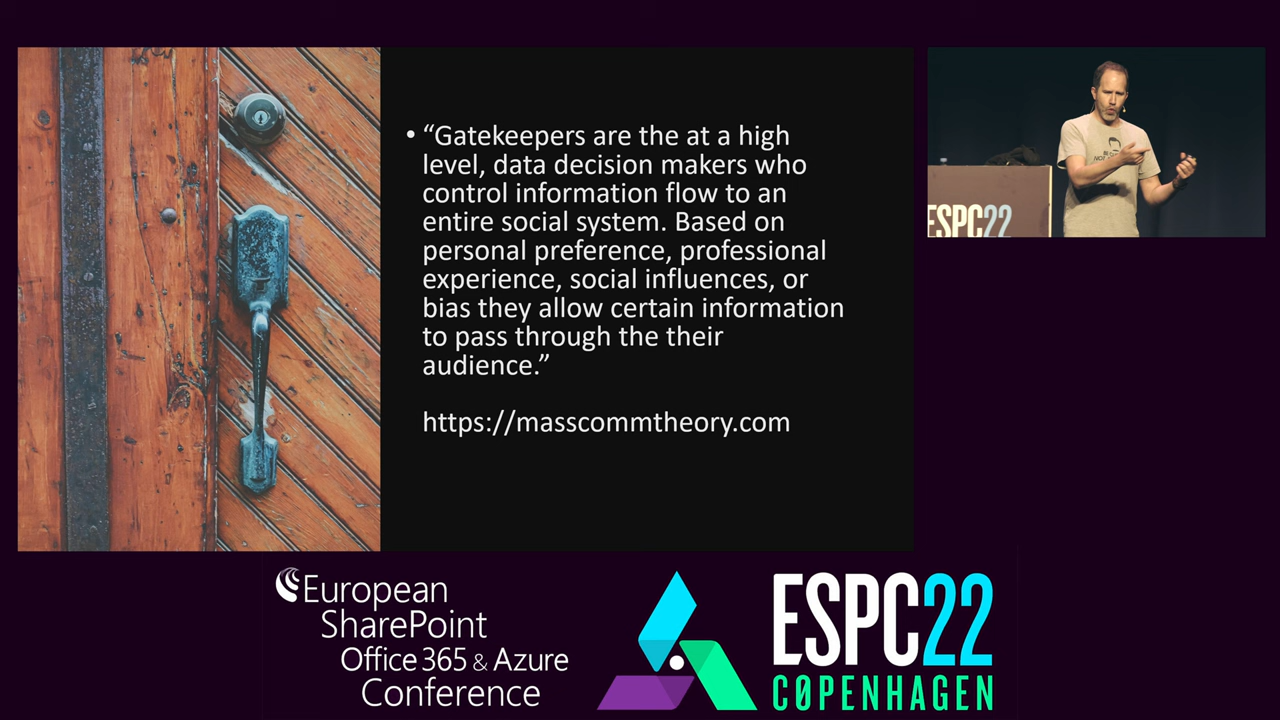 • “Gatekeepers are the at a high
level, data decision makers who
control information flow to an
entire social system. Based on
personal preference, professional
experience, social influences, or
bias they allow certain information
to pass through the their
audience.”
https://masscommtheory.com
ESPC22
European
SharePoint
Office 365 & Azure
Conference
ESPC22
CØPENHAGEN